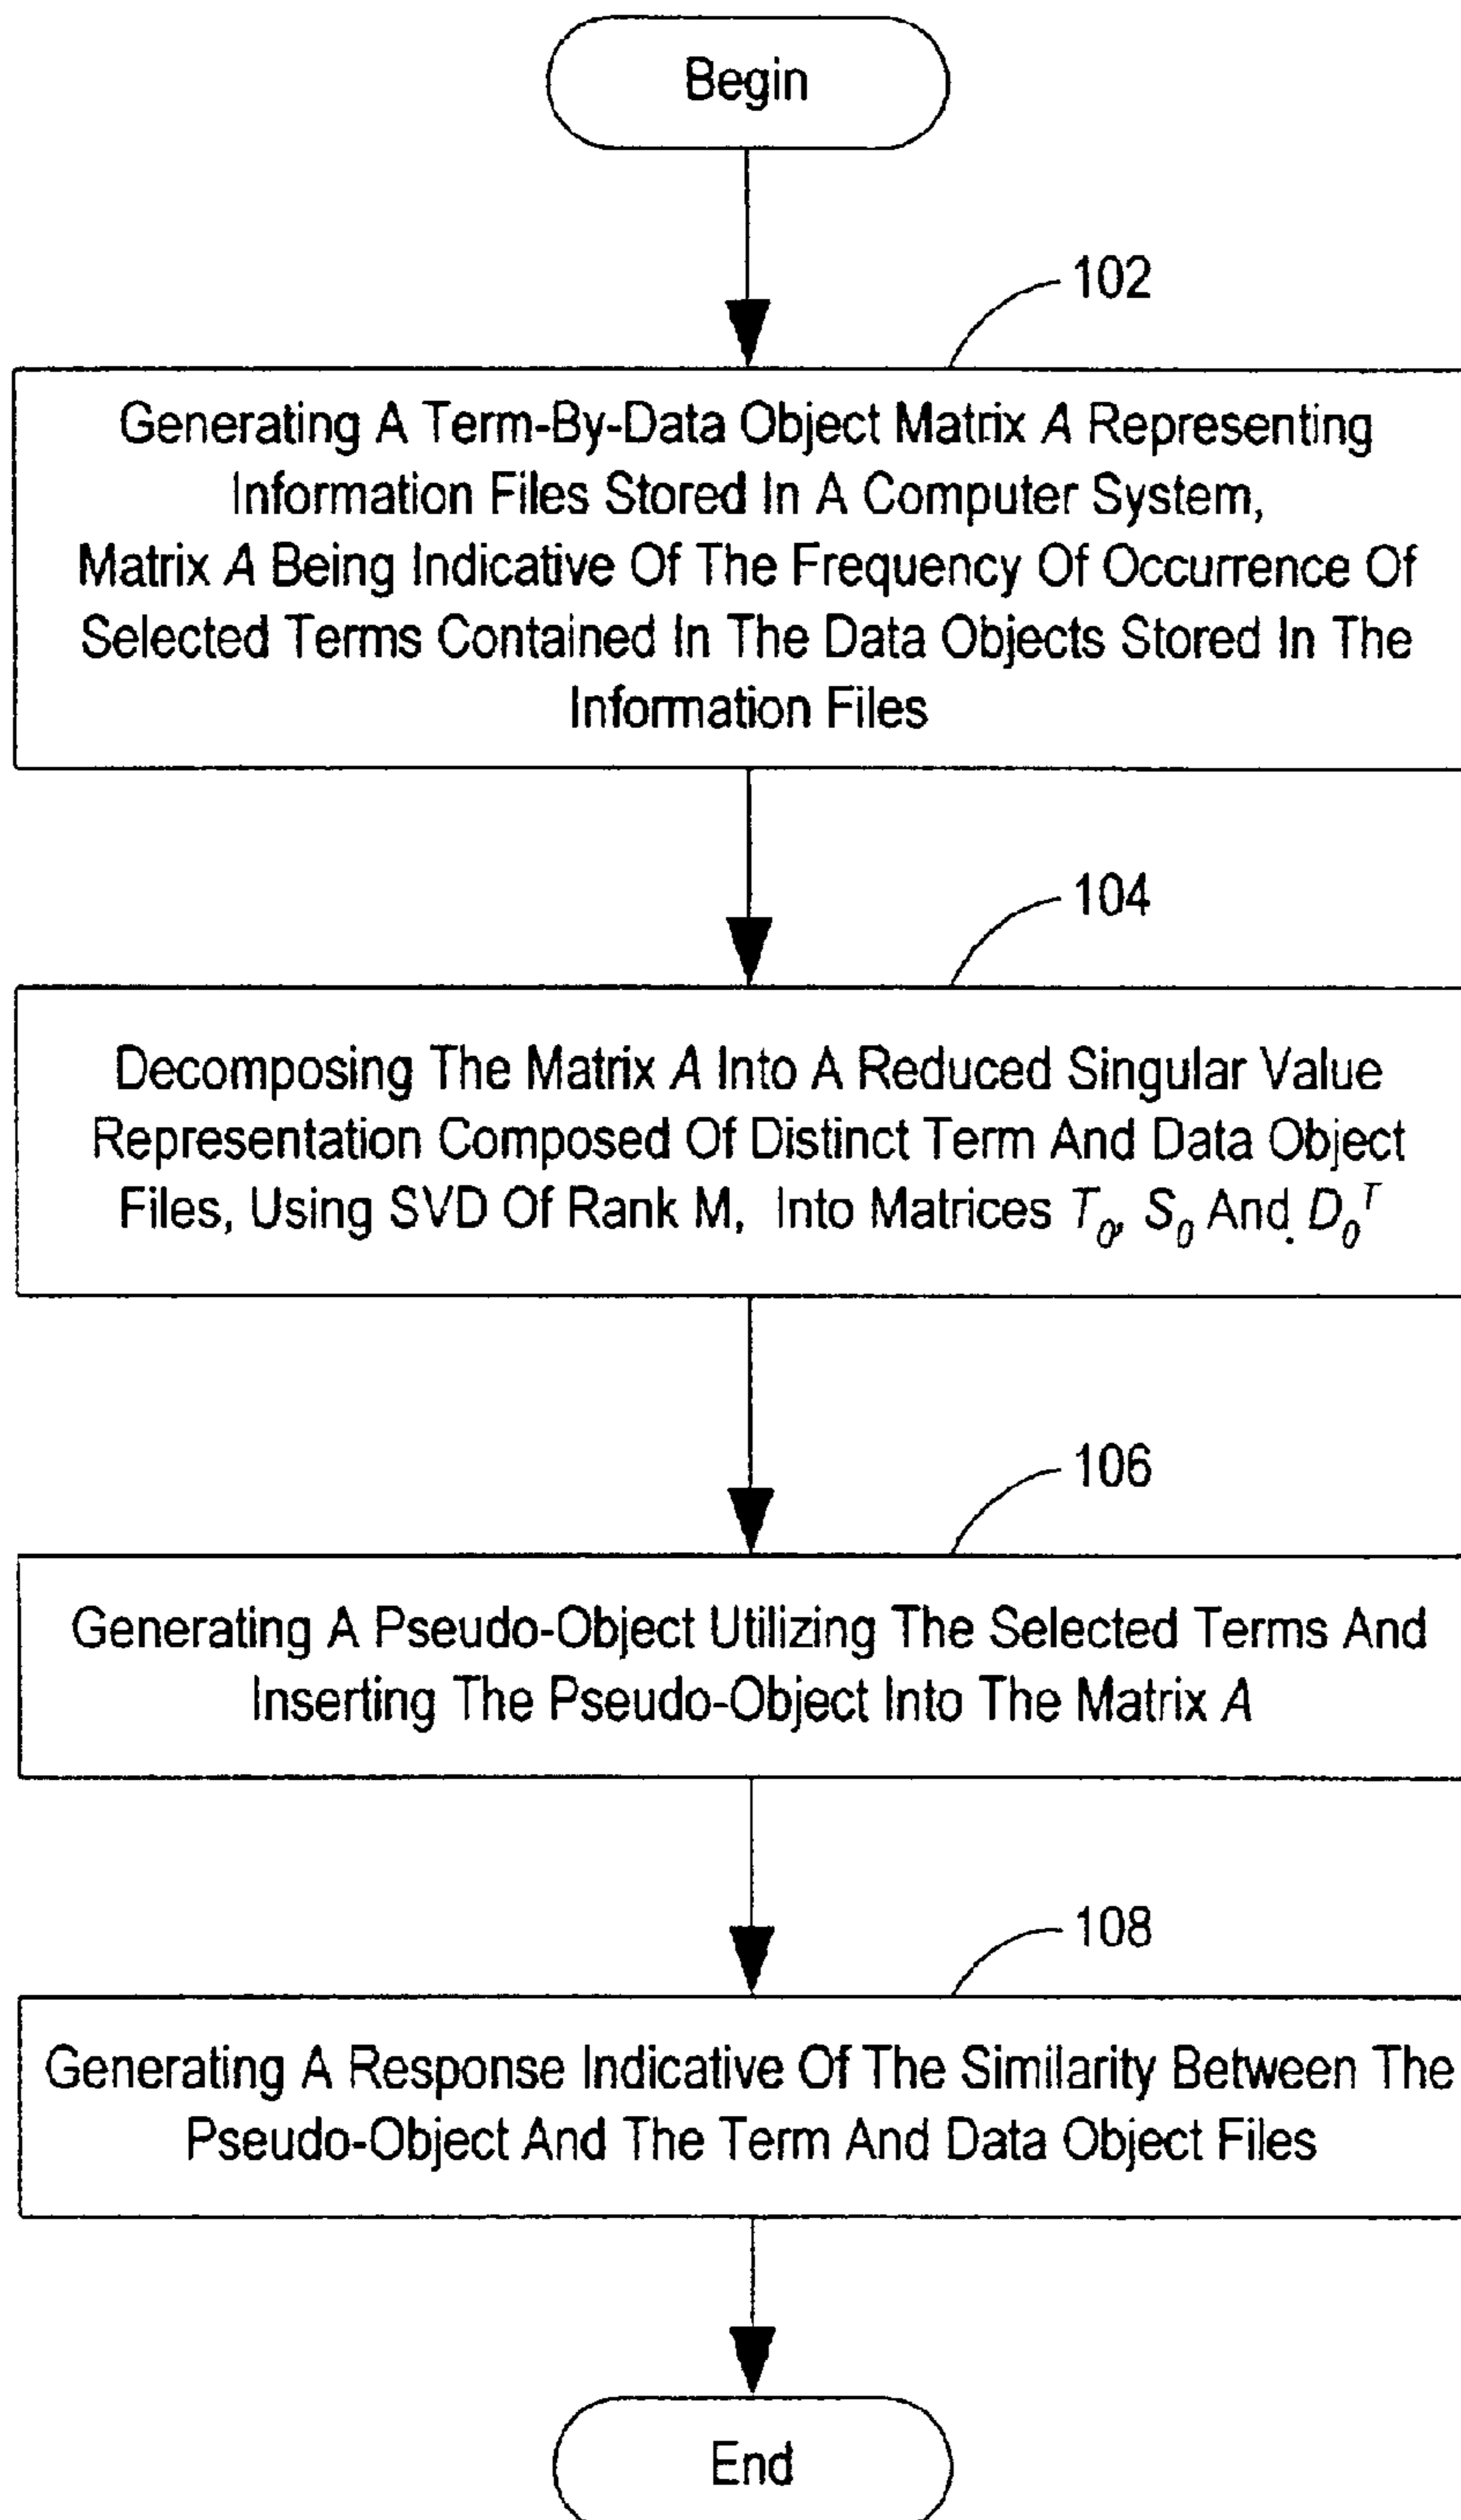 Begin
102
Generating A Term-By-Data Object Matrix A Representing
Information Files Stored In A Computer System,
Matrix A Being Indicative Of The Frequency Of Occurrence Of
Selected Terms Contained In The Data Objects Stored In The
Information Files
104
Decomposing The Matrix A Into A Reduced Singular Value
Representation Composed Of Distinct Term And Data Object
Files, Using SVD Of Rank M, Into Matrices T₀, S₀ And D₀ᵀ
106
Generating A Pseudo-Object Utilizing The Selected Terms And
Inserting The Pseudo-Object Into The Matrix A
108
Generating A Response Indicative Of The Similarity Between The
Pseudo-Object And The Term And Data Object Files
End